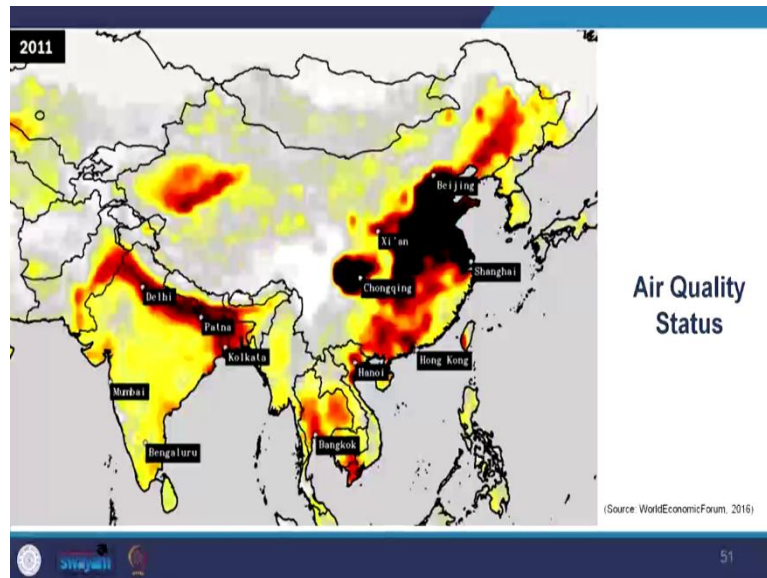 2011
Beijing
Xi'an
Shanghai
Chongqing
Delhi
Patna
Kolkata
Hong Kong
Hanoi
Mumbai
Bangkok
Bengaluru
Air Quality
Status
(Source: WorldEconomicForum, 2016)
swayam
51